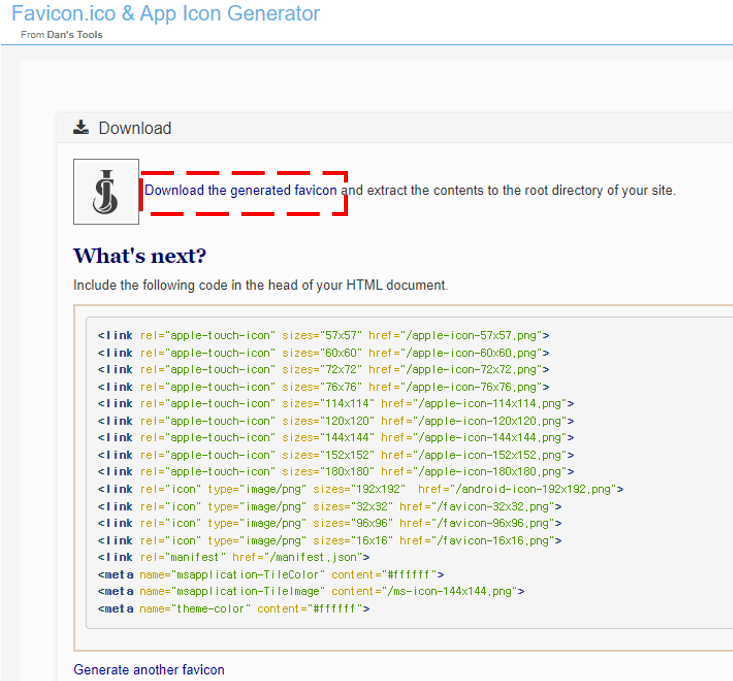 Favicon.ico & App Icon Generator
From Dan's Tools
Download
JS
Download the generated favicon and extract the contents to the root directory of your site.
What's next?
Include the following code in the head of your HTML document.
<link rel="apple-touch-icon" sizes="57x57" href="/apple-icon-57x57.png">
<link rel="apple-touch-icon" sizes="60x60" href="/apple-icon-60x60.png">
<link rel="apple-touch-icon" sizes="72x72" href="/apple-icon-72x72.png">
<link rel="apple-touch-icon" sizes="76x76" href="/apple-icon-76x76.png">
<link rel="apple-touch-icon" sizes="114x114" href="/apple-icon-114x114.png">
<link rel="apple-touch-icon" sizes="120x120" href="/apple-icon-120x120.png">
<link rel="apple-touch-icon" sizes="144x144" href="/apple-icon-144x144.png">
<link rel="apple-touch-icon" sizes="152x152" href="/apple-icon-152x152.png">
<link rel="apple-touch-icon" sizes="180x180" href="/apple-icon-180x180.png">
<link rel="icon" type="image/png" sizes="192x192"  href="/android-icon-192x192.png">
<link rel="icon" type="image/png" sizes="32x32" href="/favicon-32x32.png">
<link rel="icon" type="image/png" sizes="96x96" href="/favicon-96x96.png">
<link rel="icon" type="image/png" sizes="16x16" href="/favicon-16x16.png">
<link rel="manifest" href="/manifest.json">
<meta name="msapplication-TileColor" content="#ffffff">
<meta name="msapplication-TileImage" content="/ms-icon-144x144.png">
<meta name="theme-color" content="#ffffff">
Generate another favicon